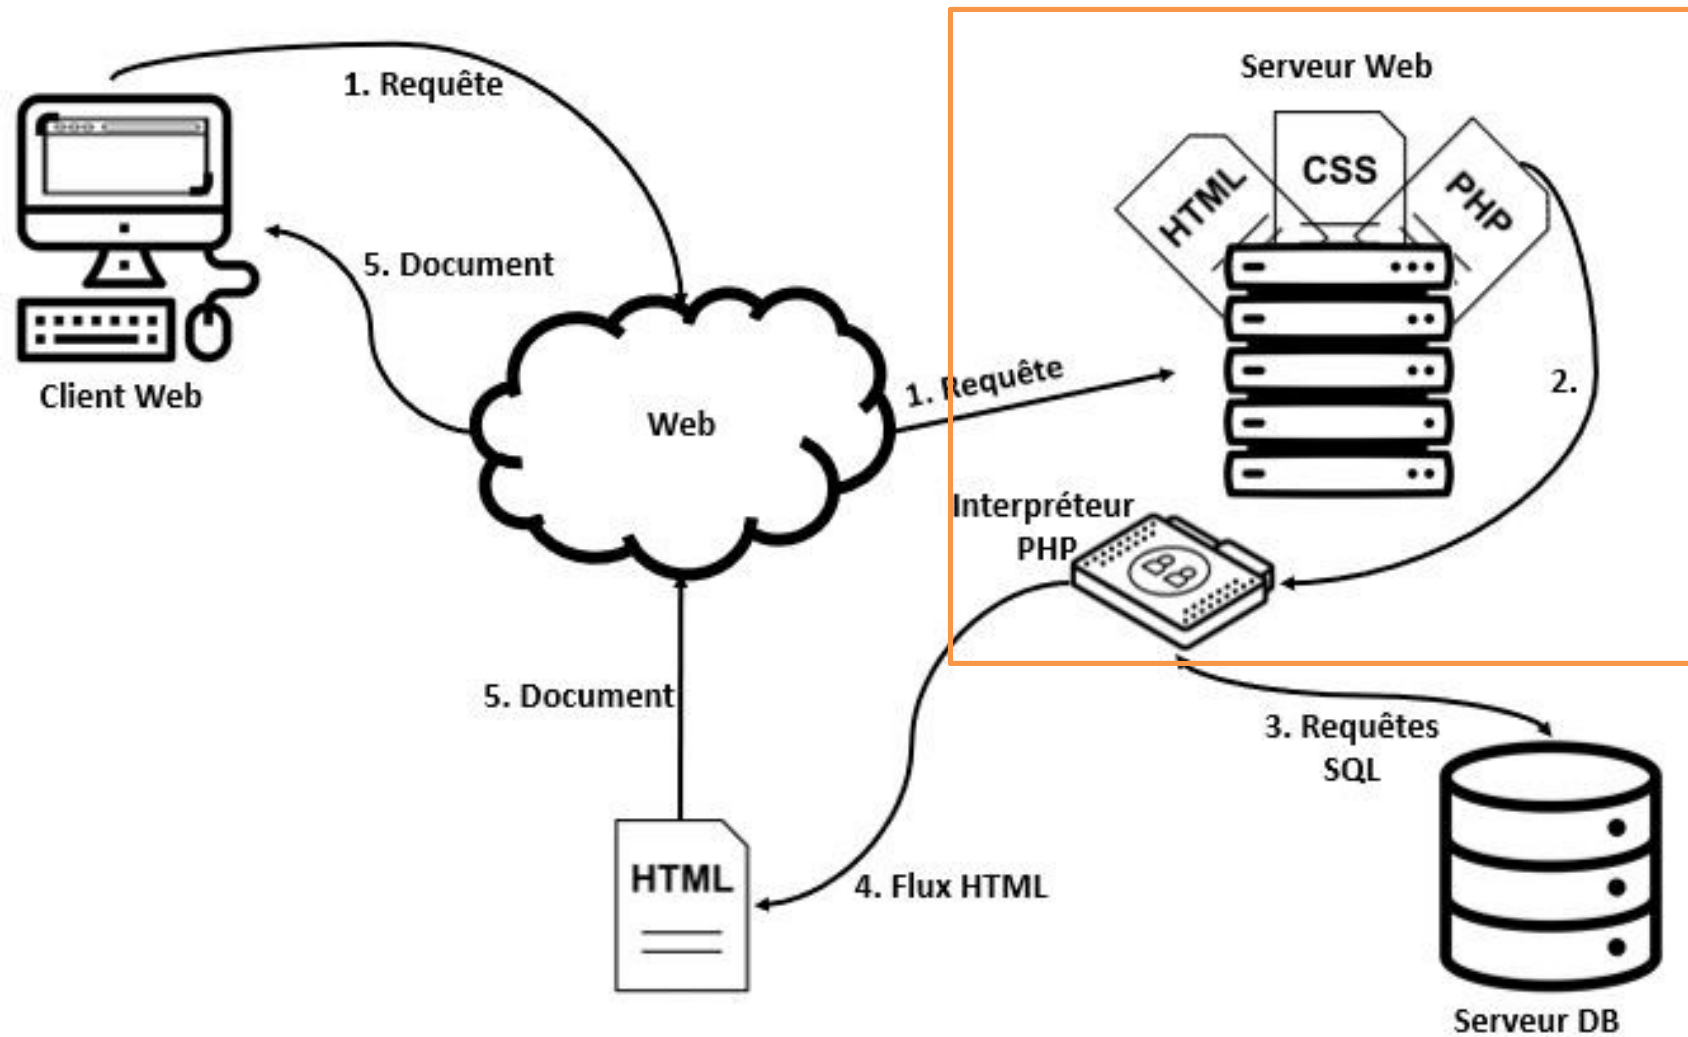 Serveur Web
1. Requête
HTML
CSS
PHP
5. Document
Client Web
Web
1. Requête
2.
Interpréteur
PHP
5. Document
3. Requêtes
SQL
HTML
4. Flux HTML
Serveur DB